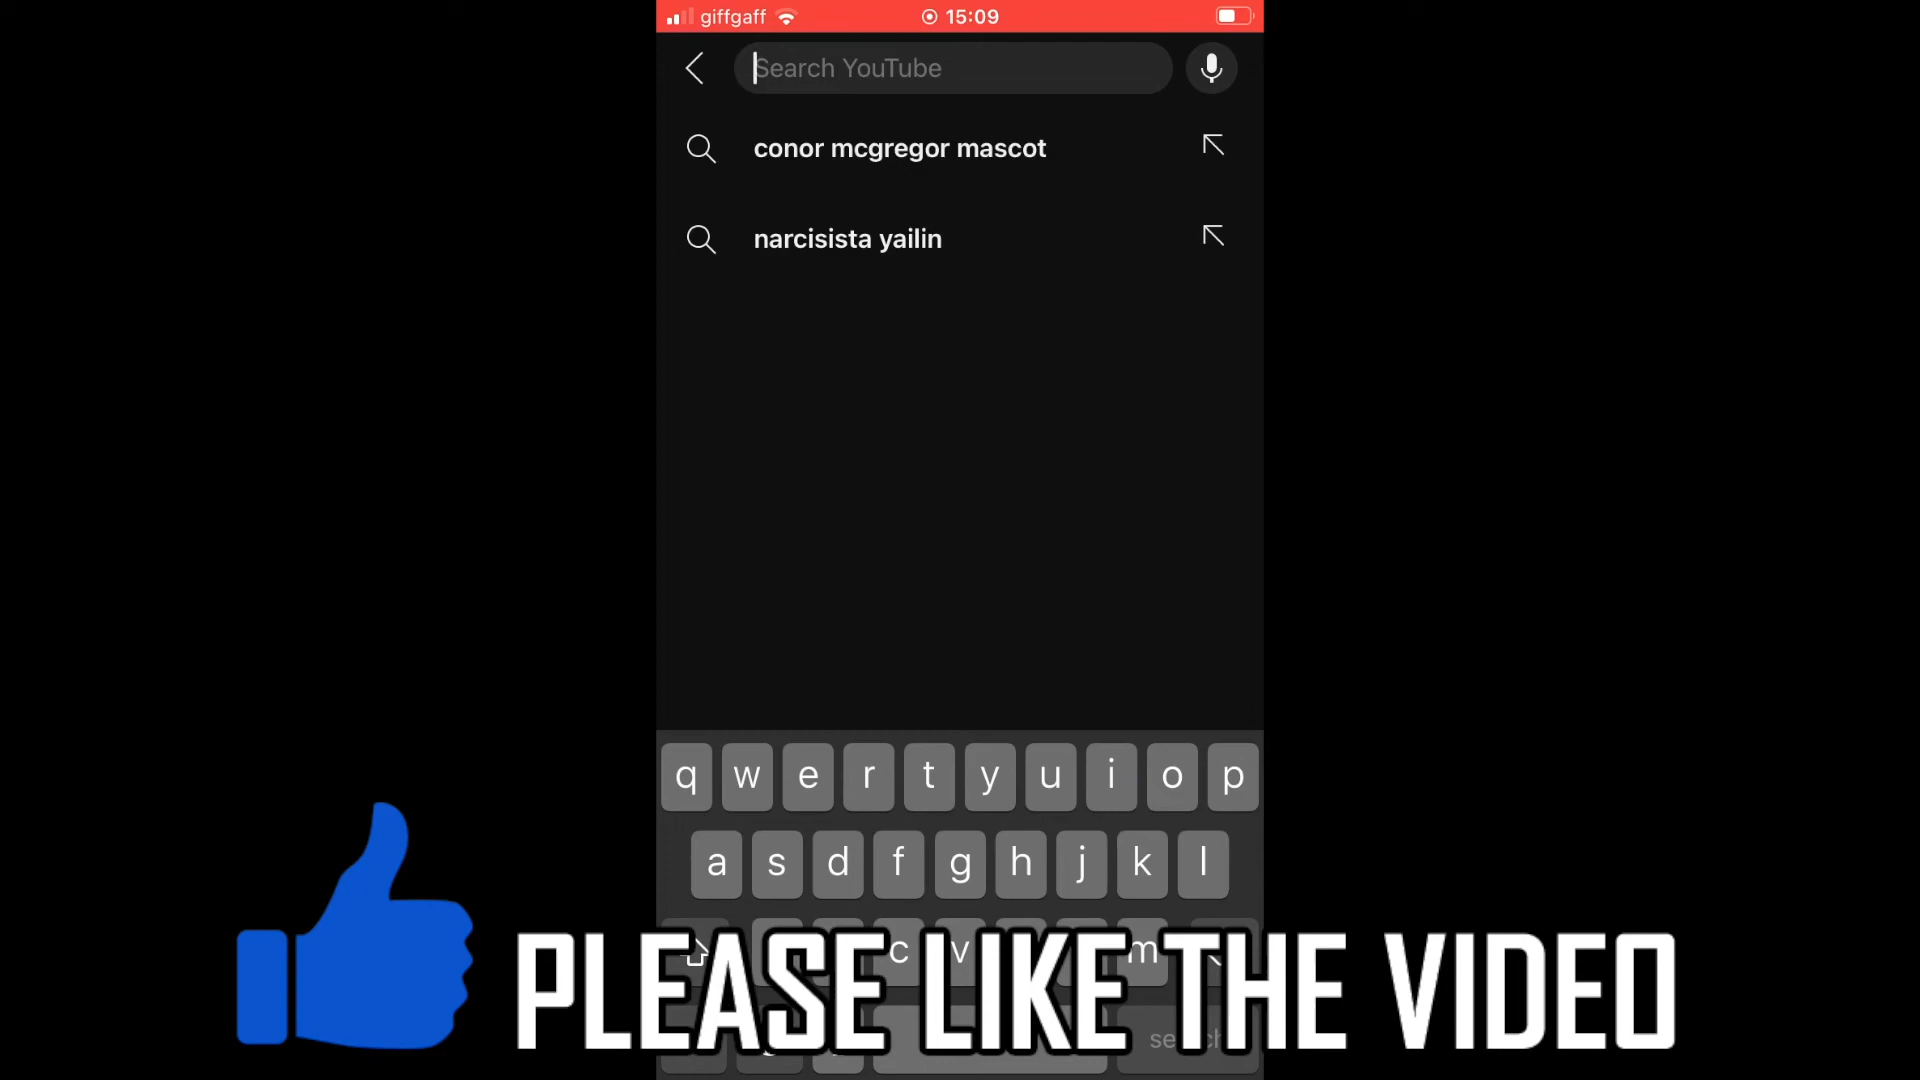 giffgaff 15:09
Search YouTube
conor mcgregor mascot
narcisista yailin
q w e r t y u i o p
a s d f g h j k l
c v m
PLEASE LIKE THE VIDEO